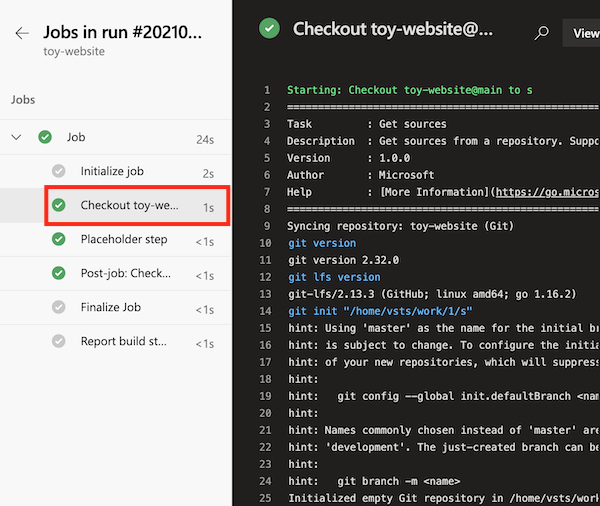 Jobs in run #20210...
toy-website
Jobs
Job 24s
Initialize job 2s
Checkout toy-we... 1s
Placeholder step <1s
Post-job: Check... <1s
Finalize Job <1s
Report build st... <1s
Checkout toy-website@...
View
1 Starting: Checkout toy-website@main to s
2 ==============================================
3 Task : Get sources
4 Description : Get sources from a repository. Suppo
5 Version : 1.0.0
6 Author : Microsoft
7 Help : [More Information](https://go.micros
8 ==============================================
9 Syncing repository: toy-website (Git)
10 git version
11 git version 2.32.0
12 git lfs version
13 git-lfs/2.13.3 (GitHub; linux amd64; go 1.16.2)
14 git init "/home/vsts/work/1/s"
15 hint: Using 'master' as the name for the initial br
16 hint: is subject to change. To configure the initia
17 hint: of your new repositories, which will suppress
18 hint:
19 hint: git config --global init.defaultBranch <nam
20 hint:
21 hint: Names commonly chosen instead of 'master' are
22 hint: 'development'. The just-created branch can be
23 hint:
24 hint: git branch -m <name>
25 Initialized empty Git repository in /home/vsts/work